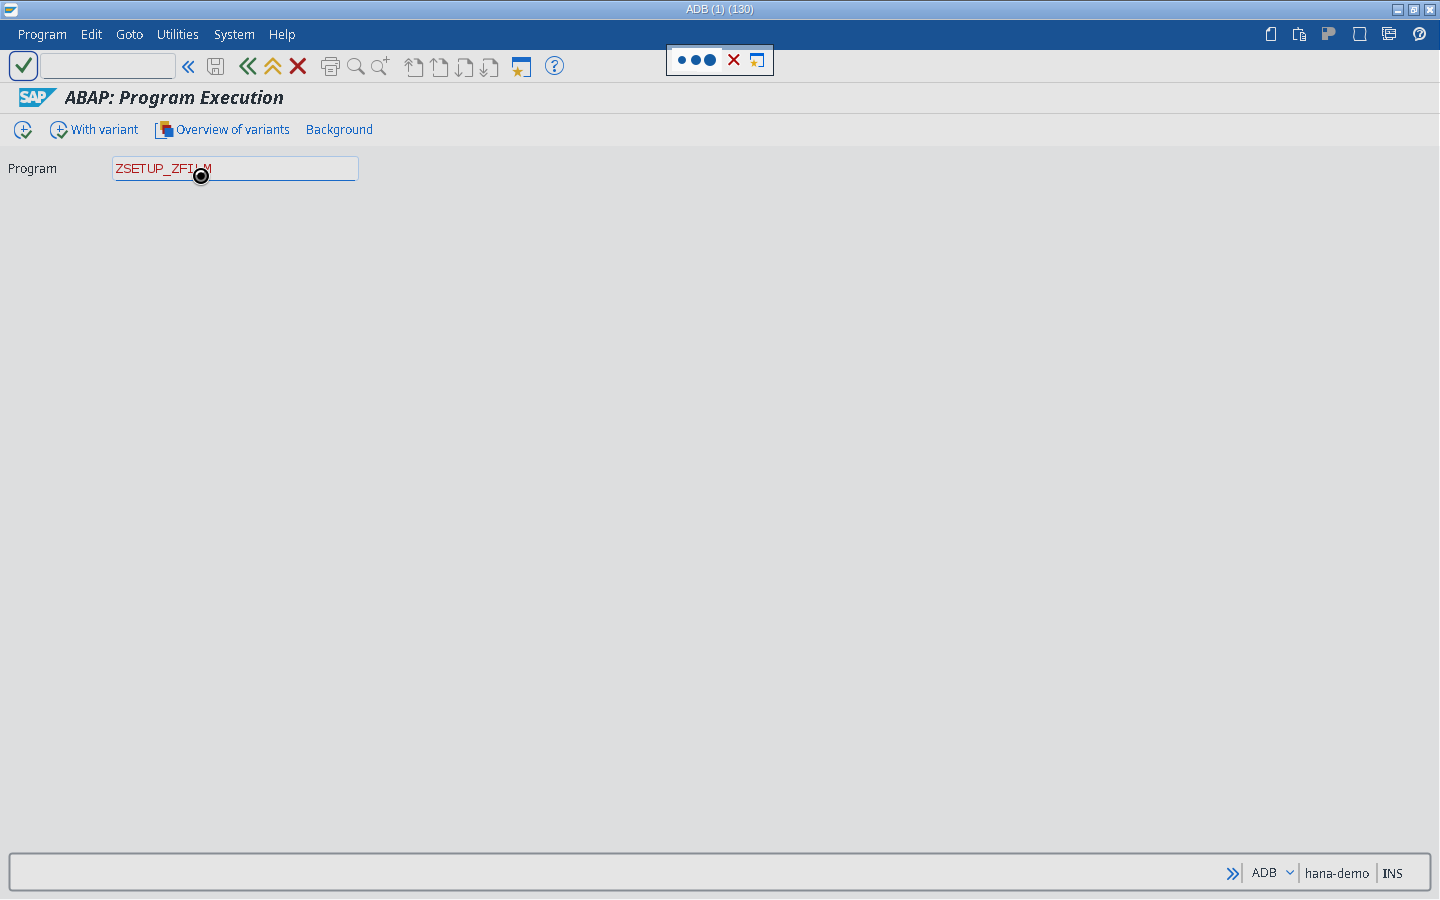 ADB (1) (130)
Program Edit Goto Utilities System Help
SAP ABAP: Program Execution
With variant Overview of variants Background
Program ZSETUP_ZFILM
ADB hana-demo INS